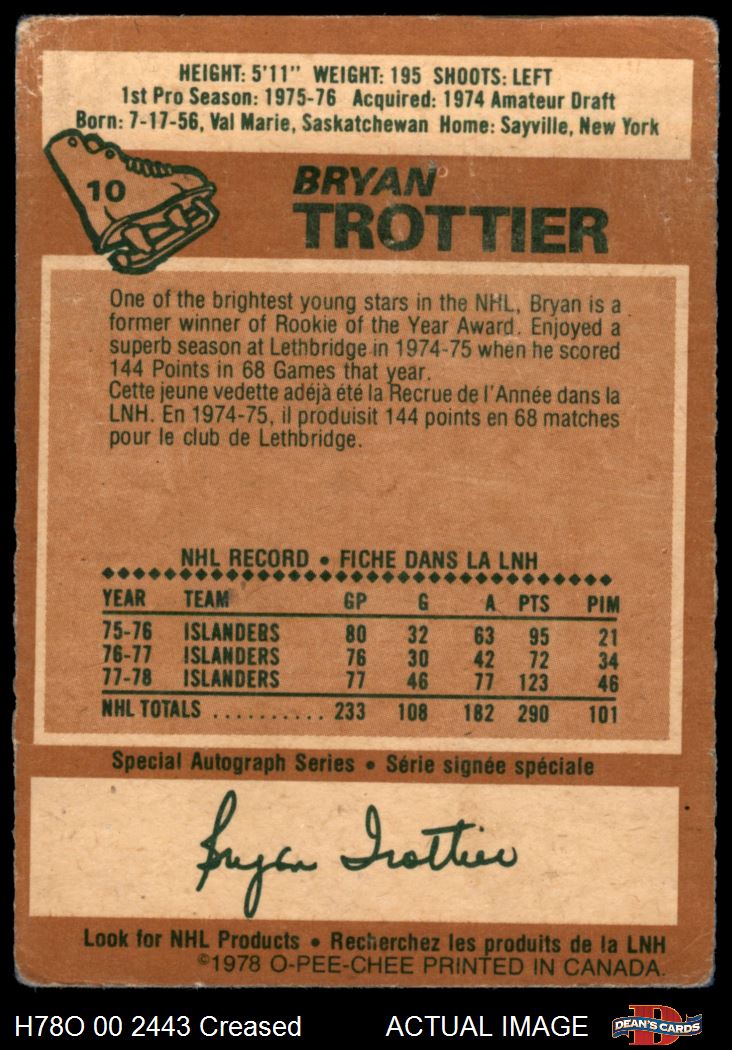 HEIGHT: 5'11" WEIGHT: 195 SHOOTS: LEFT
1st Pro Season: 1975-76 Acquired: 1974 Amateur Draft
Born: 7-17-56, Val Marie, Saskatchewan Home: Sayville, New York
10
BRYAN
TROTTIER
One of the brightest young stars in the NHL, Bryan is a
former winner of Rookie of the Year Award. Enjoyed a
superb season at Lethbridge in 1974-75 when he scored
144 Points in 68 Games that year.
Cette jeune vedette adéjà été la Recrue de l'Année dans la
LNH. En 1974-75, il produisit 144 points en 68 matches
pour le club de Lethbridge.
NHL RECORD • FICHE DANS LA LNH
YEAR TEAM GP G A PTS PIM
75-76 ISLANDERS 80 32 63 95 21
76-77 ISLANDERS 76 30 42 72 34
77-78 ISLANDERS 77 46 77 123 46
NHL TOTALS .......... 233 108 182 290 101
Special Autograph Series • Série signée spéciale
Bryan Trottier
Look for NHL Products • Recherchez les produits de la LNH
©1978 O-PEE-CHEE PRINTED IN CANADA.
H78O 00 2443 Creased ACTUAL IMAGE
D
DEAN'S CARDS